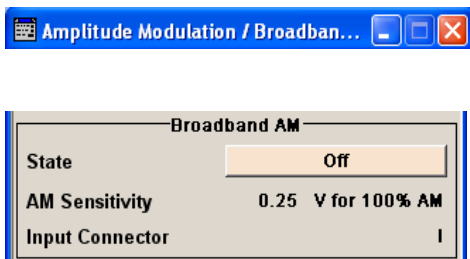 Amplitude Modulation / Broadban...
Broadband AM
State Off
AM Sensitivity 0.25 V for 100% AM
Input Connector I